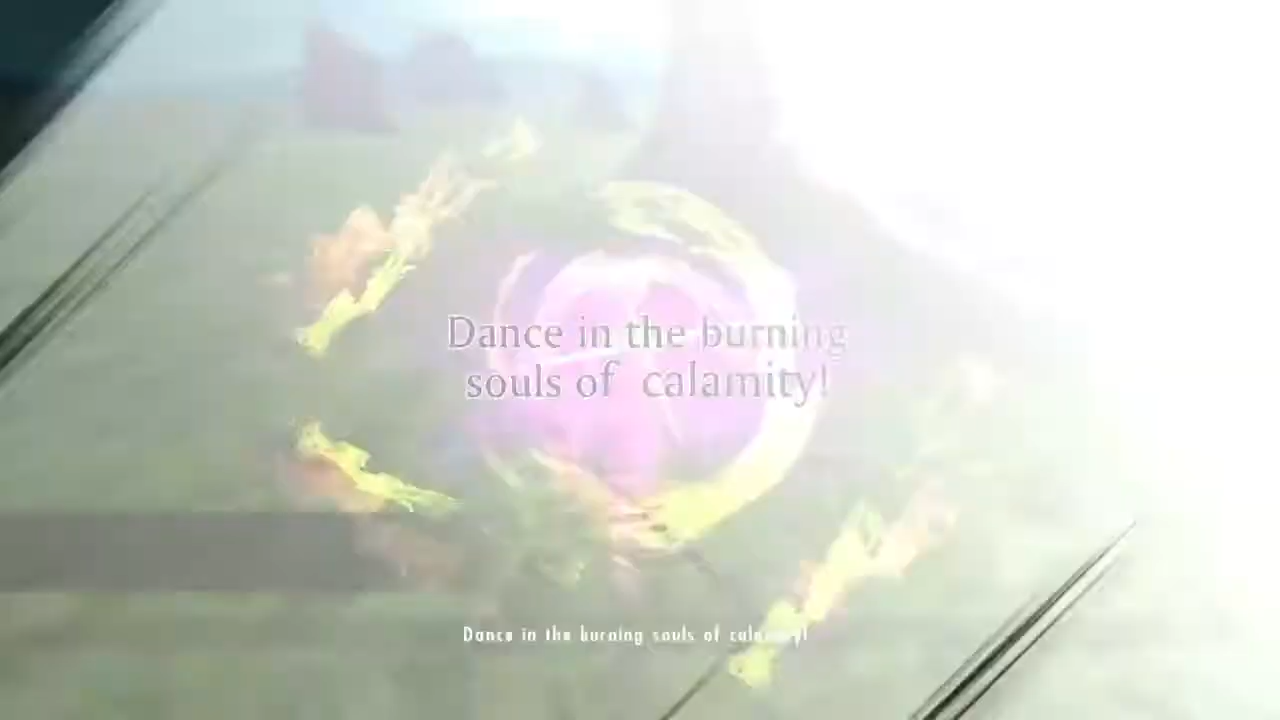 Dance in the burning
souls of calamity!
Dance in the burning souls of calamity!